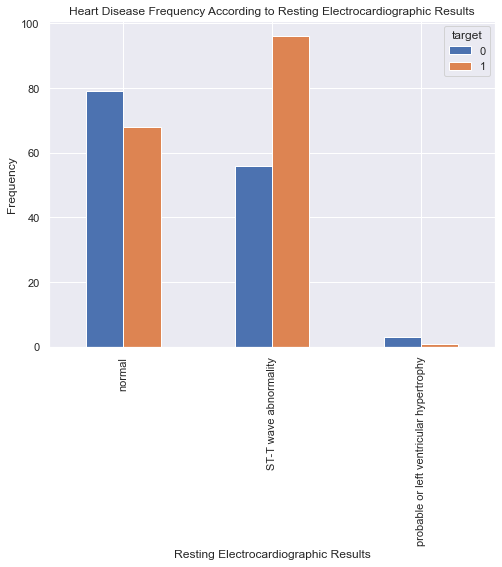 Heart Disease Frequency According to Resting Electrocardiographic Results
target
0
1
Frequency
100
80
60
40
20
0
normal
ST-T wave abnormality
probable or left ventricular hypertrophy
Resting Electrocardiographic Results